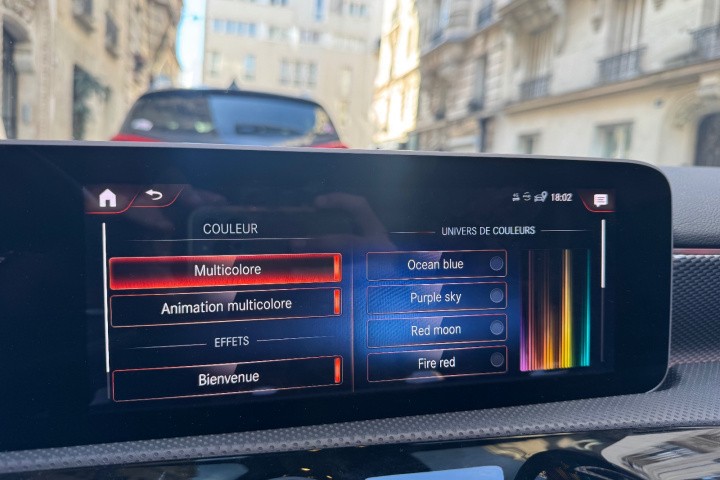 18:02
COULEUR
Multicolore
Animation multicolore
EFFETS
Bienvenue
UNIVERS DE COULEURS
Ocean blue
Purple sky
Red moon
Fire red